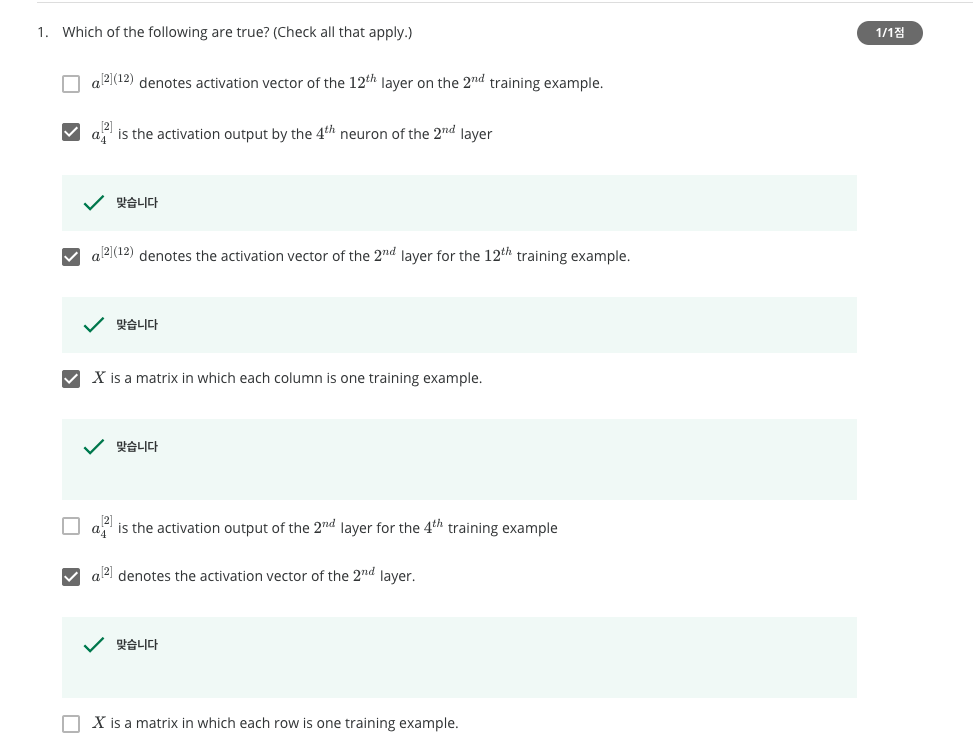 1. Which of the following are true? (Check all that apply.)
1/1점
a^{[2](12)} denotes activation vector of the 12^{th} layer on the 2^{nd} training example.
a_4^{[2]} is the activation output by the 4^{th} neuron of the 2^{nd} layer
맞습니다
a^{[2](12)} denotes the activation vector of the 2^{nd} layer for the 12^{th} training example.
맞습니다
X is a matrix in which each column is one training example.
맞습니다
a_4^{[2]} is the activation output of the 2^{nd} layer for the 4^{th} training example
a^{[2]} denotes the activation vector of the 2^{nd} layer.
맞습니다
X is a matrix in which each row is one training example.